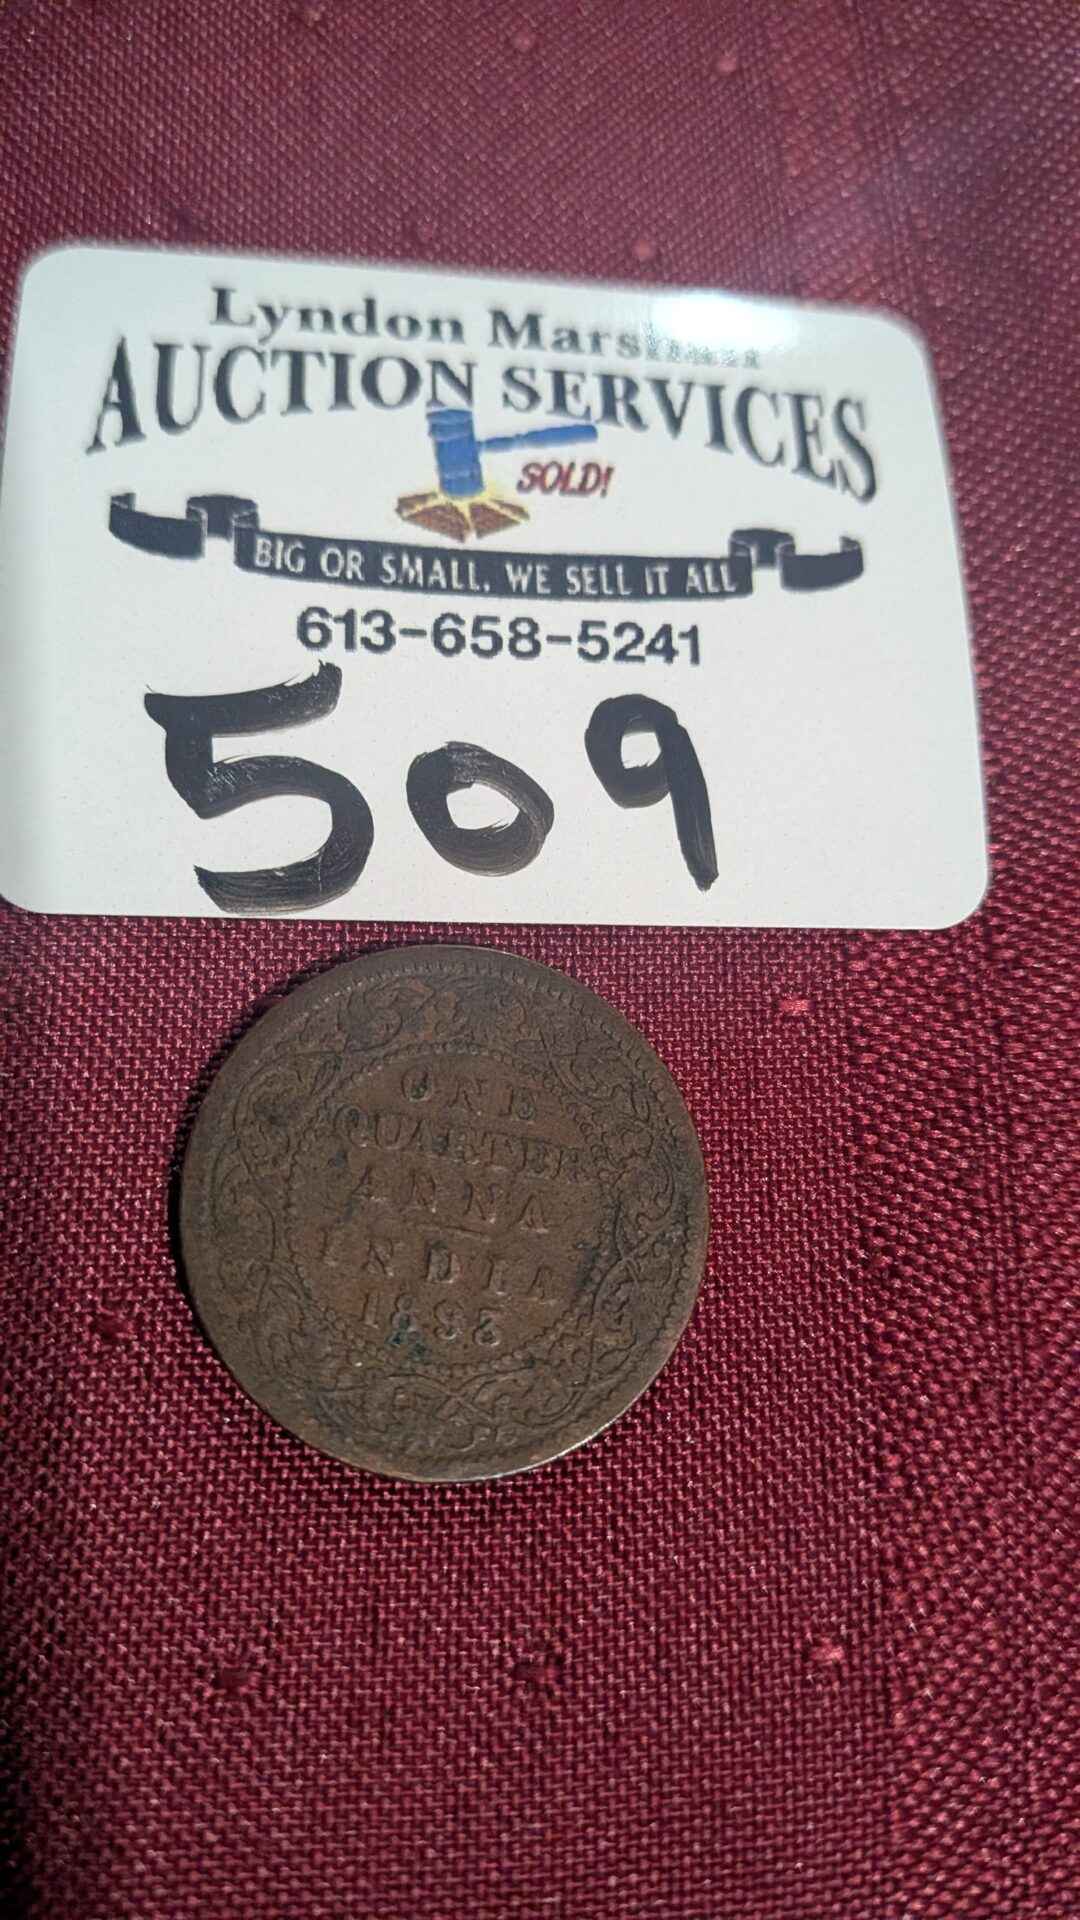 Lyndon Marshall
AUCTION SERVICES
SOLD!
BIG OR SMALL, WE SELL IT ALL
613-658-5241
509
ONE
QUARTER
ANNA
INDIA